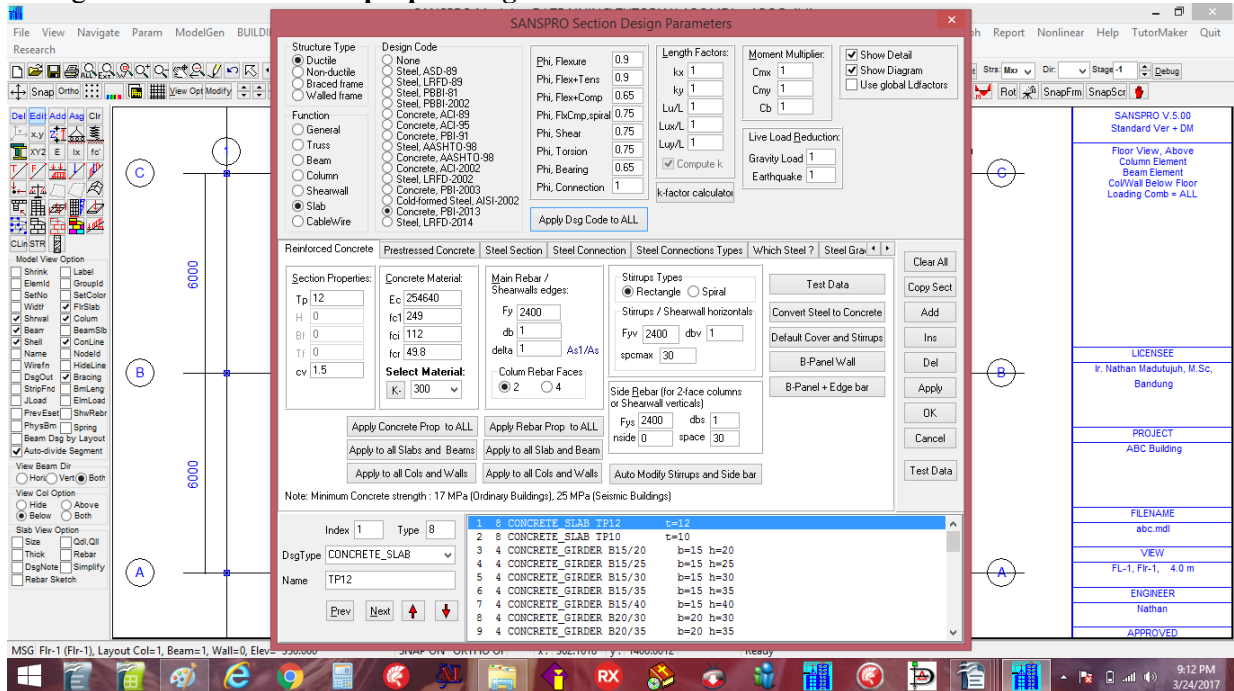 SANSPRO Section Design Parameters
File View Navigate Param ModelGen BUILDI
Report Nonlinear Help TutorMaker Quit
Research
Snap Ortho View Opt Modify
Strs: Mxo Dir: Stage -1 Debug
Rot SnapFrm SnapScr
Del Edit Add Asg Clr
x.y
XY2 E Ix fc'
CLin STR
Model View Option
Shrink Label
ElemId GroupId
SetNo SetColor
Width FlrSlab
Shrwal Colum
Bearr BeamSlb
Shell ConLine
Name NodeId
Wirefn HideLine
DsgOut Bracing
StripFnd BmLeng
JLoad ElmLoad
PrevEset ShwRebr
PhysBm Spring
Beam Dsg by Layout
Auto-divide Segment
View Beam Dir
Hori Vert Both
View Col Option
Hide Above
Below Both
Slab View Option
Size Qdl,Qll
Thick Rebar
DsgNote Simplify
Rebar Sketch
1
C
6000
B
6000
A
Structure Type
Ductile
Non-ductile
Braced frame
Walled frame
Function
General
Truss
Beam
Column
Shearwall
Slab
CableWire
Design Code
None
Steel, ASD-89
Steel, LRFD-89
Steel, PBBI-81
Steel, PBBI-2002
Concrete, ACI-89
Concrete, ACI-95
Concrete, PBI-91
Steel, AASHTO-98
Concrete, AASHTO-98
Concrete, ACI-2002
Steel, LRFD-2002
Concrete, PBI-2003
Cold-formed Steel, AISI-2002
Concrete, PBI-2013
Steel, LRFD-2014
Phi, Flexure 0.9
Phi, Flex+Tens 0.9
Phi, Flex+Comp 0.65
Phi, FlxCmp,spiral 0.75
Phi, Shear 0.75
Phi, Torsion 0.75
Phi, Bearing 0.65
Phi, Connection 1
Apply Dsg Code to ALL
Length Factors:
kx 1
ky 1
Lu/L 1
Lux/L 1
Luy/L 1
Compute k
k-factor calculator
Moment Multiplier:
Cmx 1
Cmy 1
Cb 1
Live Load Reduction:
Gravity Load 1
Earthquake 1
Show Detail
Show Diagram
Use global Ldfactors
Reinforced Concrete Prestressed Concrete Steel Section Steel Connection Steel Connections Types Which Steel ? Steel Gra
Section Properties:
Tp 12
H 0
Bf 0
Tf 0
cv 1.5
Concrete Material:
Ec 254640
fc1 249
fci 112
fcr 49.8
Select Material:
K- 300
Main Rebar /
Shearwalls edges:
Fy 2400
db 1
delta 1 As1/As
Colum Rebar Faces
2 4
Stirrups Types
Rectangle Spiral
Stirrups / Shearwall horizontals
Fyv 2400 dbv 1
spcmax 30
Side Rebar (for 2-face columns
or Shearwall verticals)
Fys 2400 dbs 1
nside 0 space 30
Test Data
Convert Steel to Concrete
Default Cover and Stirrups
B-Panel Wall
B-Panel + Edge bar
Apply Concrete Prop to ALL Apply Rebar Prop to ALL
Apply to all Slabs and Beams Apply to all Slab and Beam
Apply to all Cols and Walls Apply to all Cols and Walls Auto Modify Stirrups and Side bar
Note: Minimum Concrete strength : 17 MPa (Ordinary Buildings), 25 MPa (Seismic Buildings)
Clear All
Copy Sect
Add
Ins
Del
Apply
OK
Cancel
Test Data
Index 1 Type 8
DsgType CONCRETE_SLAB
Name TP12
Prev Next
1 8 CONCRETE_SLAB TP12 t=12
2 8 CONCRETE_SLAB TP10 t=10
3 4 CONCRETE_GIRDER B15/20 b=15 h=20
4 4 CONCRETE_GIRDER B15/25 b=15 h=25
5 4 CONCRETE_GIRDER B15/30 b=15 h=30
6 4 CONCRETE_GIRDER B15/35 b=15 h=35
7 4 CONCRETE_GIRDER B15/40 b=15 h=40
8 4 CONCRETE_GIRDER B20/30 b=20 h=30
9 4 CONCRETE_GIRDER B20/35 b=20 h=35
C
B
A
SANSPRO V.5.00
Standard Ver + DM
Floor View, Above
Column Element
Beam Element
Col/Wall Below Floor
Loading Comb = ALL
LICENSEE
Ir. Nathan Madutujuh, M.Sc,
Bandung
PROJECT
ABC Building
FILENAME
abc.mdl
VIEW
FL-1, Flr-1, 4.0 m
ENGINEER
Nathan
APPROVED
MSG Flr-1 (Flr-1), Layout Col=1, Beam=1, Wall=0, Elev=
RX
9:12 PM
3/24/2017